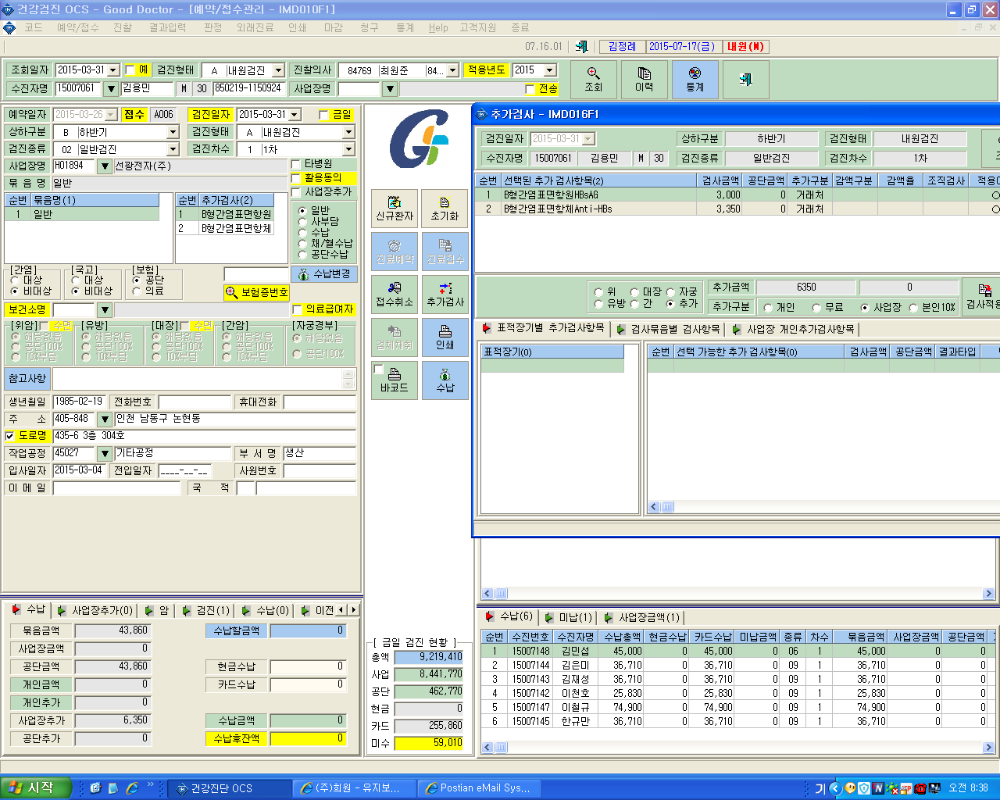 건강검진 OCS - Good Doctor - [예약/접수관리 - IMD010F1]
코드 예약/접수 진찰 결과입력 판정 외래진료 인쇄 마감 청구 통계 Help 고객지원 종료
07.16.01 김정례 2015-07-17(금) 내원(M)
조회일자 2015-03-31 예 검진형태 A 내원검진 진찰의사 84769 최원준 84... 적용년도 2015
수진자명 15007061 김용민 M 30 850219-1150924 사업장명 전송
조회 이력 통계
예약일자 2015-03-26 접수 A006 검진일자 2015-03-31 금일
상하구분 B 하반기 검진형태 A 내원검진
검진종류 02 일반검진 검진차수 1 1차
사업장명 H01894 선광전자(주) 타병원
묶 음 명 일반 활용동의
사업장추가
순번 묶음명(1) 순번 추가검사(2)
1 일반 1 B형간염표면항원
2 B형간염표면항체
일반
사부담
수납
채/혈수납
공단수납
[간염] [국고] [보험]
대상 대상 공단
비대상 비대상 의료
수납변경
보험증번호
보건소명 의료급여자
[위암] 수면 [유방] [대장] 수면 [간암] [자궁경부]
해당없음 해당없음 해당없음 해당없음 해당없음
공단100% 공단100% 공단100% 공단100% 공단100%
10%부담 10%부담 10%부담 10%부담
참고사항
생년월일 1985-02-19 전화번호 휴대전화
주 소 405-848 인천 남동구 논현동
도로명 435-6 3층 304호
작업공정 45027 기타공정 부 서 명 생산
입사일자 2015-03-04 전입일자 ____-__-__ 사원번호
이 메 일 국 적
신규환자 초기화
진료예약 진료접수
접수취소 추가검사
검체채취 인쇄
바코드 수납
추가검사 - IMD016F1
검진일자 2015-03-31 상하구분 하반기 검진형태 내원검진
수진자명 15007061 김용민 M 30 검진종류 일반검진 검진차수 1차
순번 선택된 추가 검사항목(2) 검사금액 공단금액 추가구분 감액구분 감액율 조직검사
1 B형간염표면항원HBsAG 3,000 0 거래처
2 B형간염표면항체Anti-HBs 3,350 0 거래처
위 대장 자궁 추가금액 6350 0
유방 간 추가 추가구분 개인 무료 사업장 본인10% 검사적용
표적장기별 추가검사항목 검사묶음별 검사항목 사업장 개인추가검사항목
표적장기(0) 순번 선택 가능한 추가 검사항목(0) 검사금액 공단금액 결과타입
수납 사업장추가(0) 암 검진(1) 수납(0) 이전
묶음금액 43,860 수납할금액 0
사업장금액 0
공단금액 43,860 현금수납 0
개인금액 0 카드수납 0
개인추가 0
사업장추가 6,350 수납금액 0
공단추가 0 수납후잔액 0
[ 금일 검진 현황 ]
총액 9,219,410
사업 8,441,770
공단 462,770
현금 0
카드 255,860
미수 59,010
수납(6) 미납(1) 사업장금액(1)
순번 수진번호 수진자명 수납총액 현금수납 카드수납 미납금액 종류 차수 묶음금액 사업장금액 공단금액
1 15007148 김민섭 45,000 0 45,000 0 06 1 45,000 0 0
2 15007144 김은미 36,710 0 36,710 0 09 1 36,710 0 0
3 15007143 김재성 36,710 0 36,710 0 09 1 36,710 0 0
4 15007142 이천호 25,830 0 25,830 0 09 1 25,830 0 0
5 15007147 이철규 74,900 0 74,900 0 09 1 74,900 0 0
6 15007145 한규만 36,710 0 36,710 0 09 1 36,710 0 0
시작 건강진단 OCS (주)희원 - 유지보... Postian eMail Sys... 오전 8:38